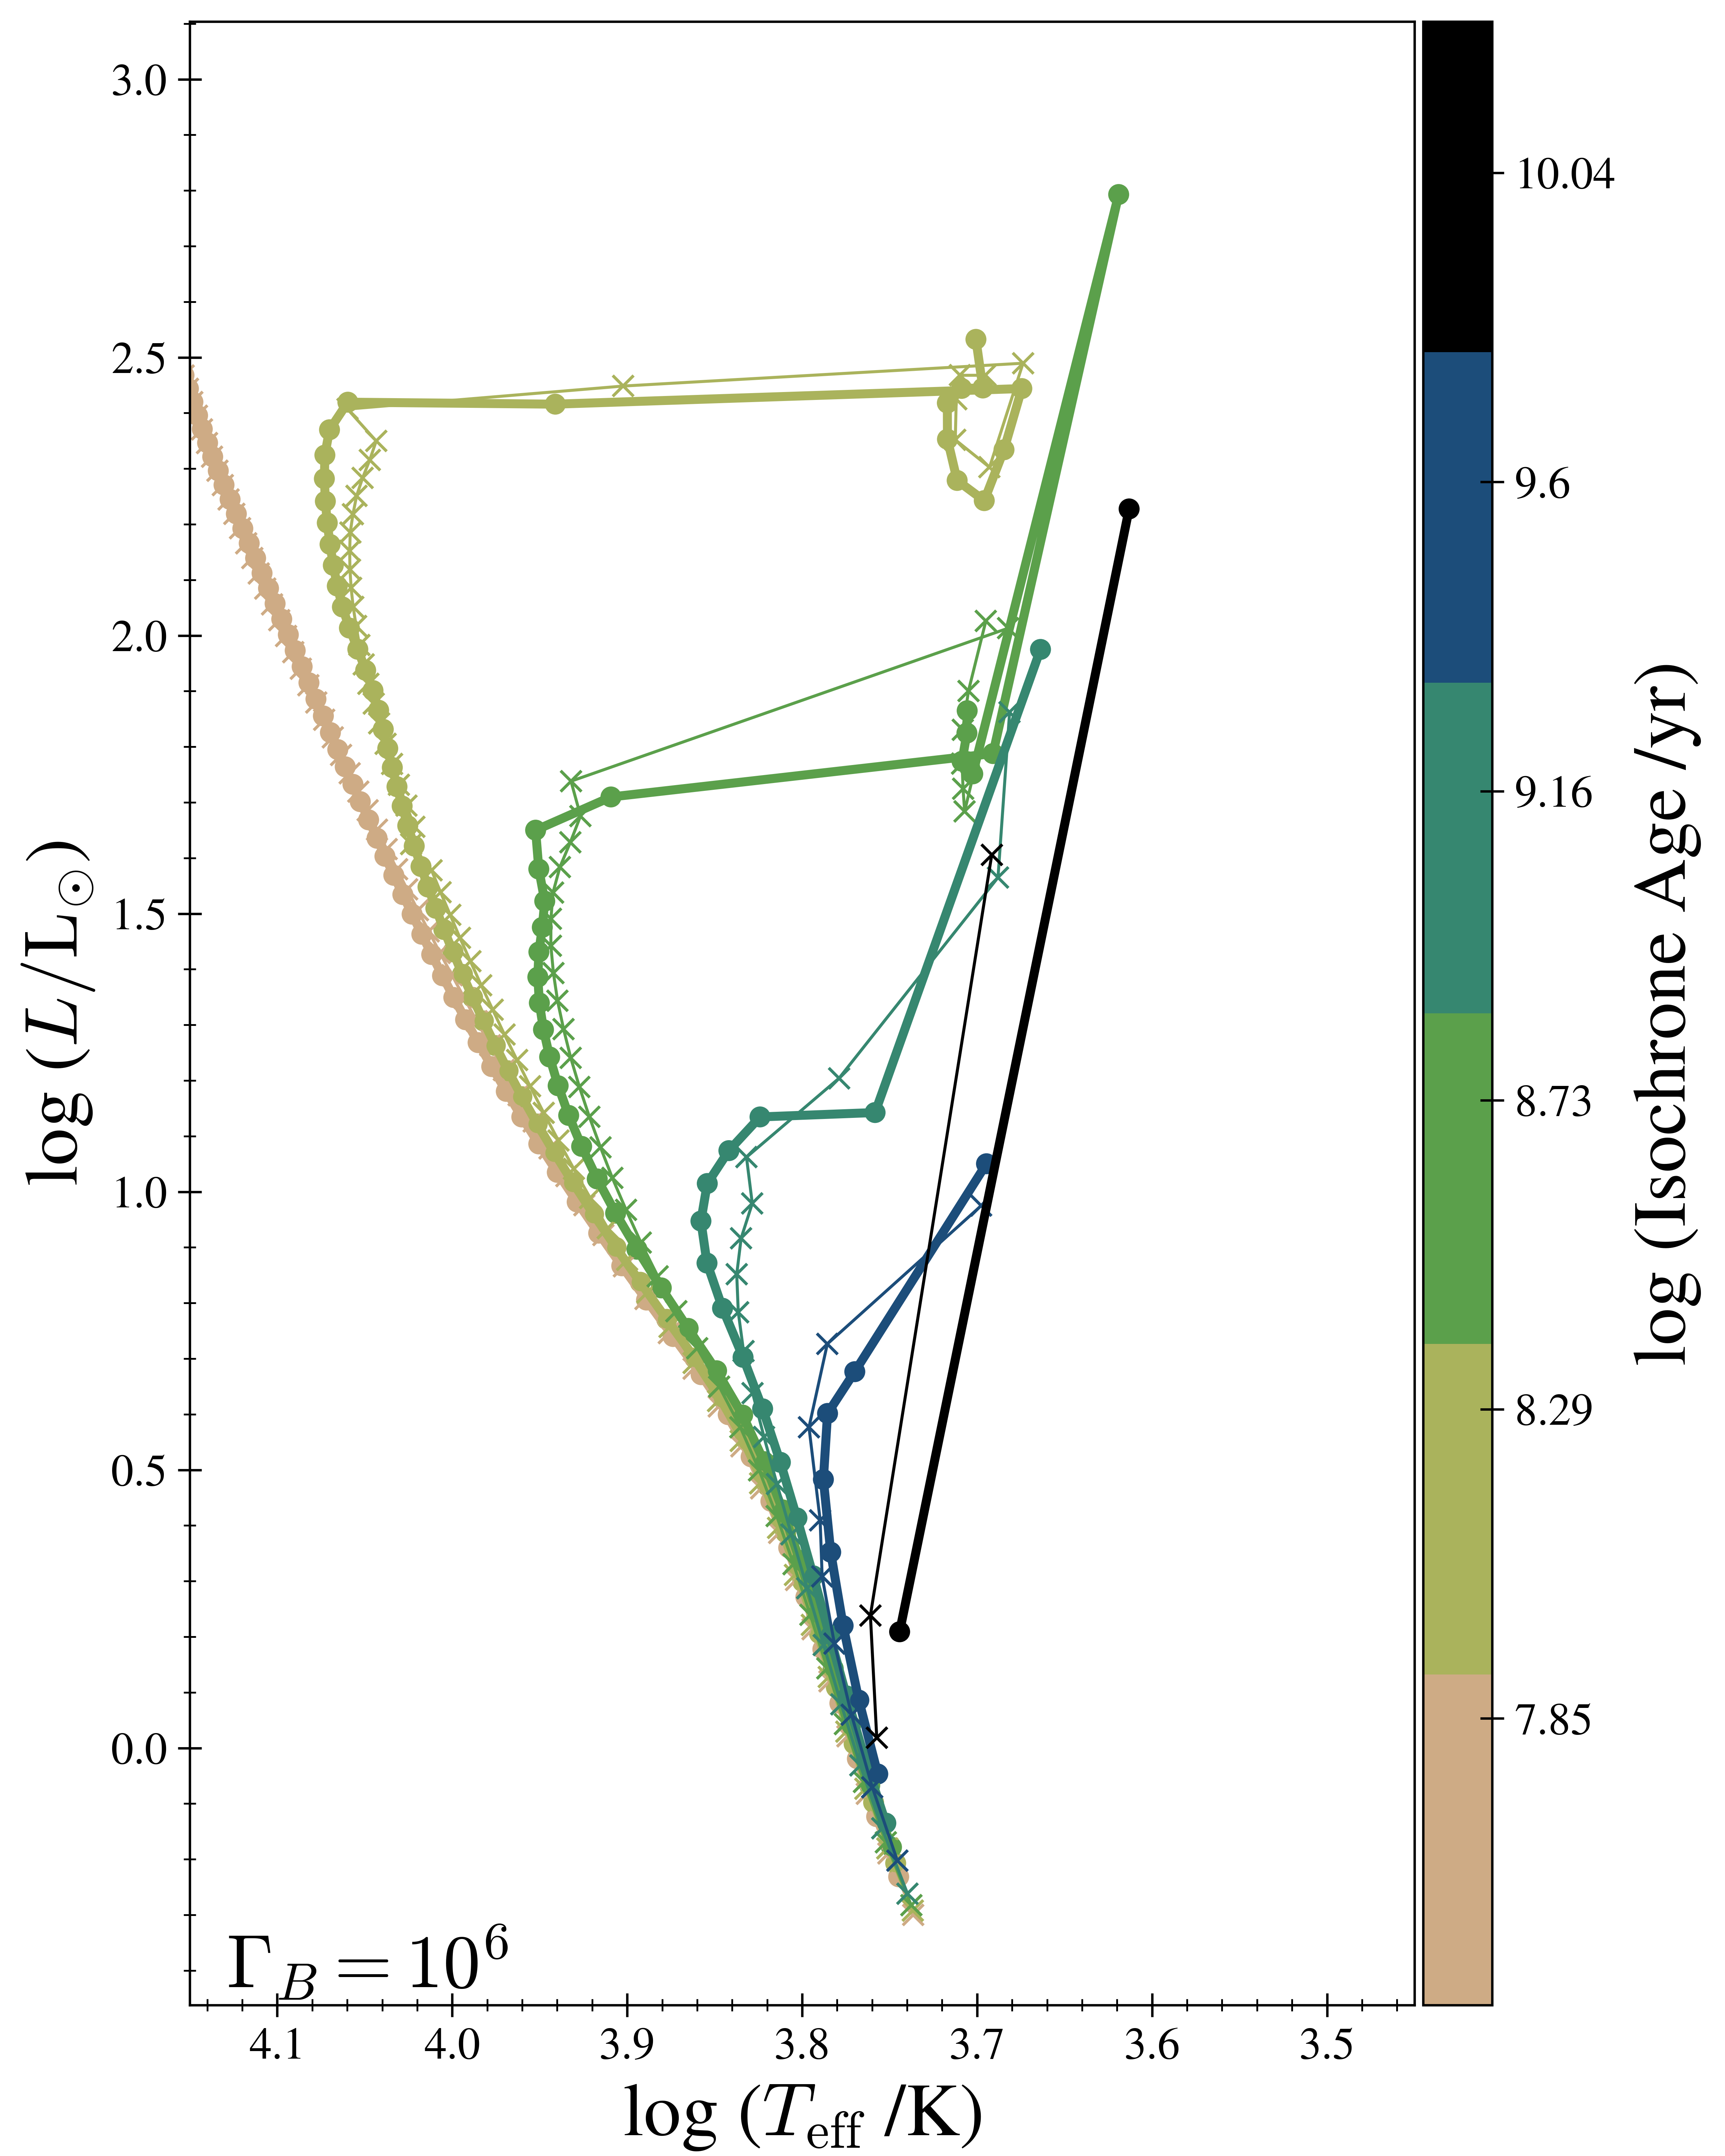 3.0
2.5
2.0
1.5
1.0
0.5
0.0
log (L//L☉)
Γ_B = 10⁶
4.1 4.0 3.9 3.8 3.7 3.6 3.5
log (T_eff /K)
10.04
9.6
9.16
8.73
8.29
7.85
log (Isochrone Age /yr)